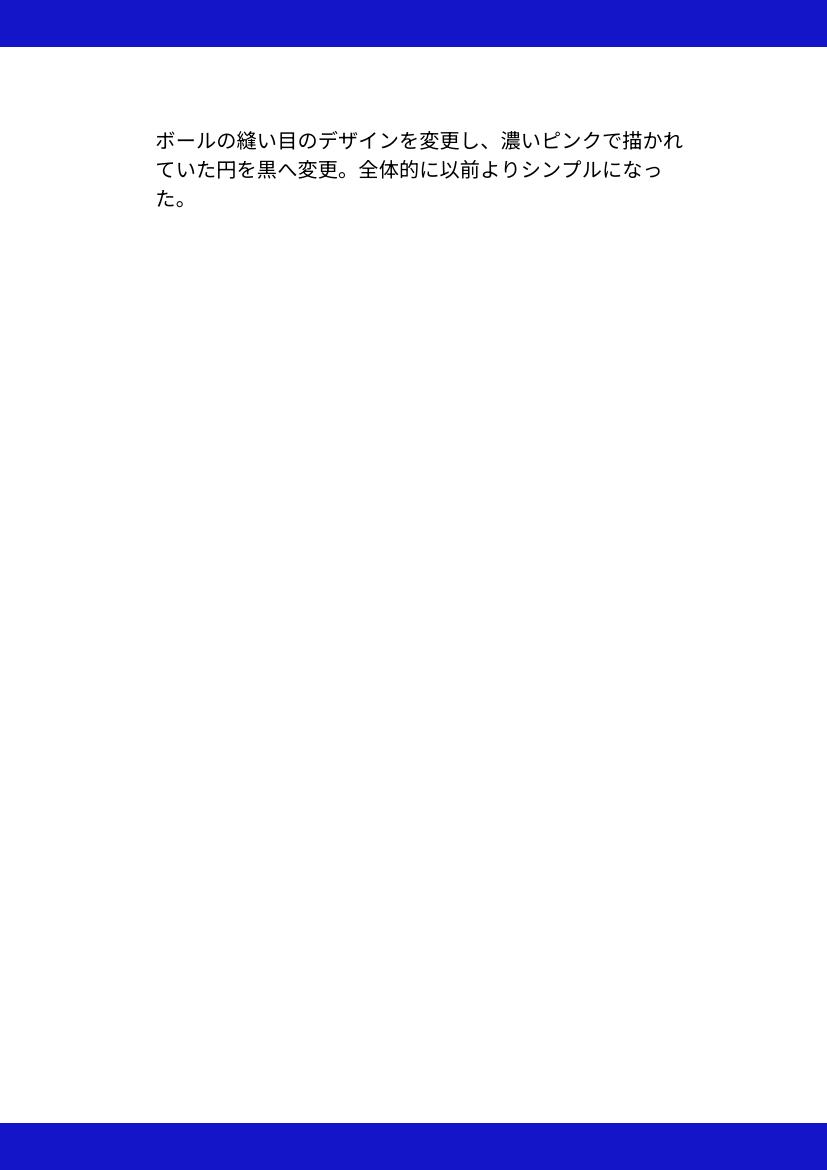 ボールの縫い目のデザインを変更し、濃いピンクで描かれ
ていた円を黒へ変更。全体的に以前よりシンプルになっ
た。